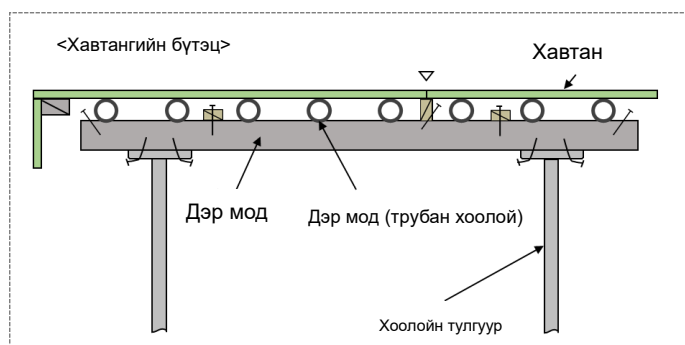 <Хавтангийн бүтэц>
Хавтан
Дэр мод
Дэр мод (трубан хоолой)
Хоолойн тулгуур